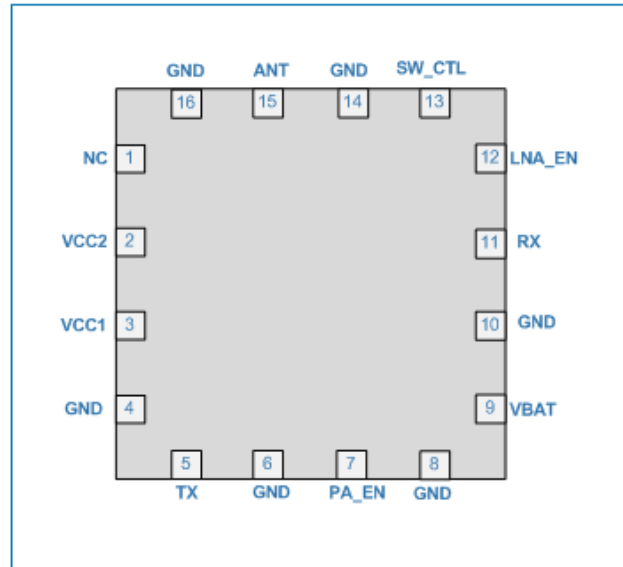 GND ANT GND SW_CTL
16 15 14 13
NC 1 12 LNA_EN
VCC2 2 11 RX
VCC1 3 10 GND
GND 4 9 VBAT
5 6 7 8
TX GND PA_EN GND